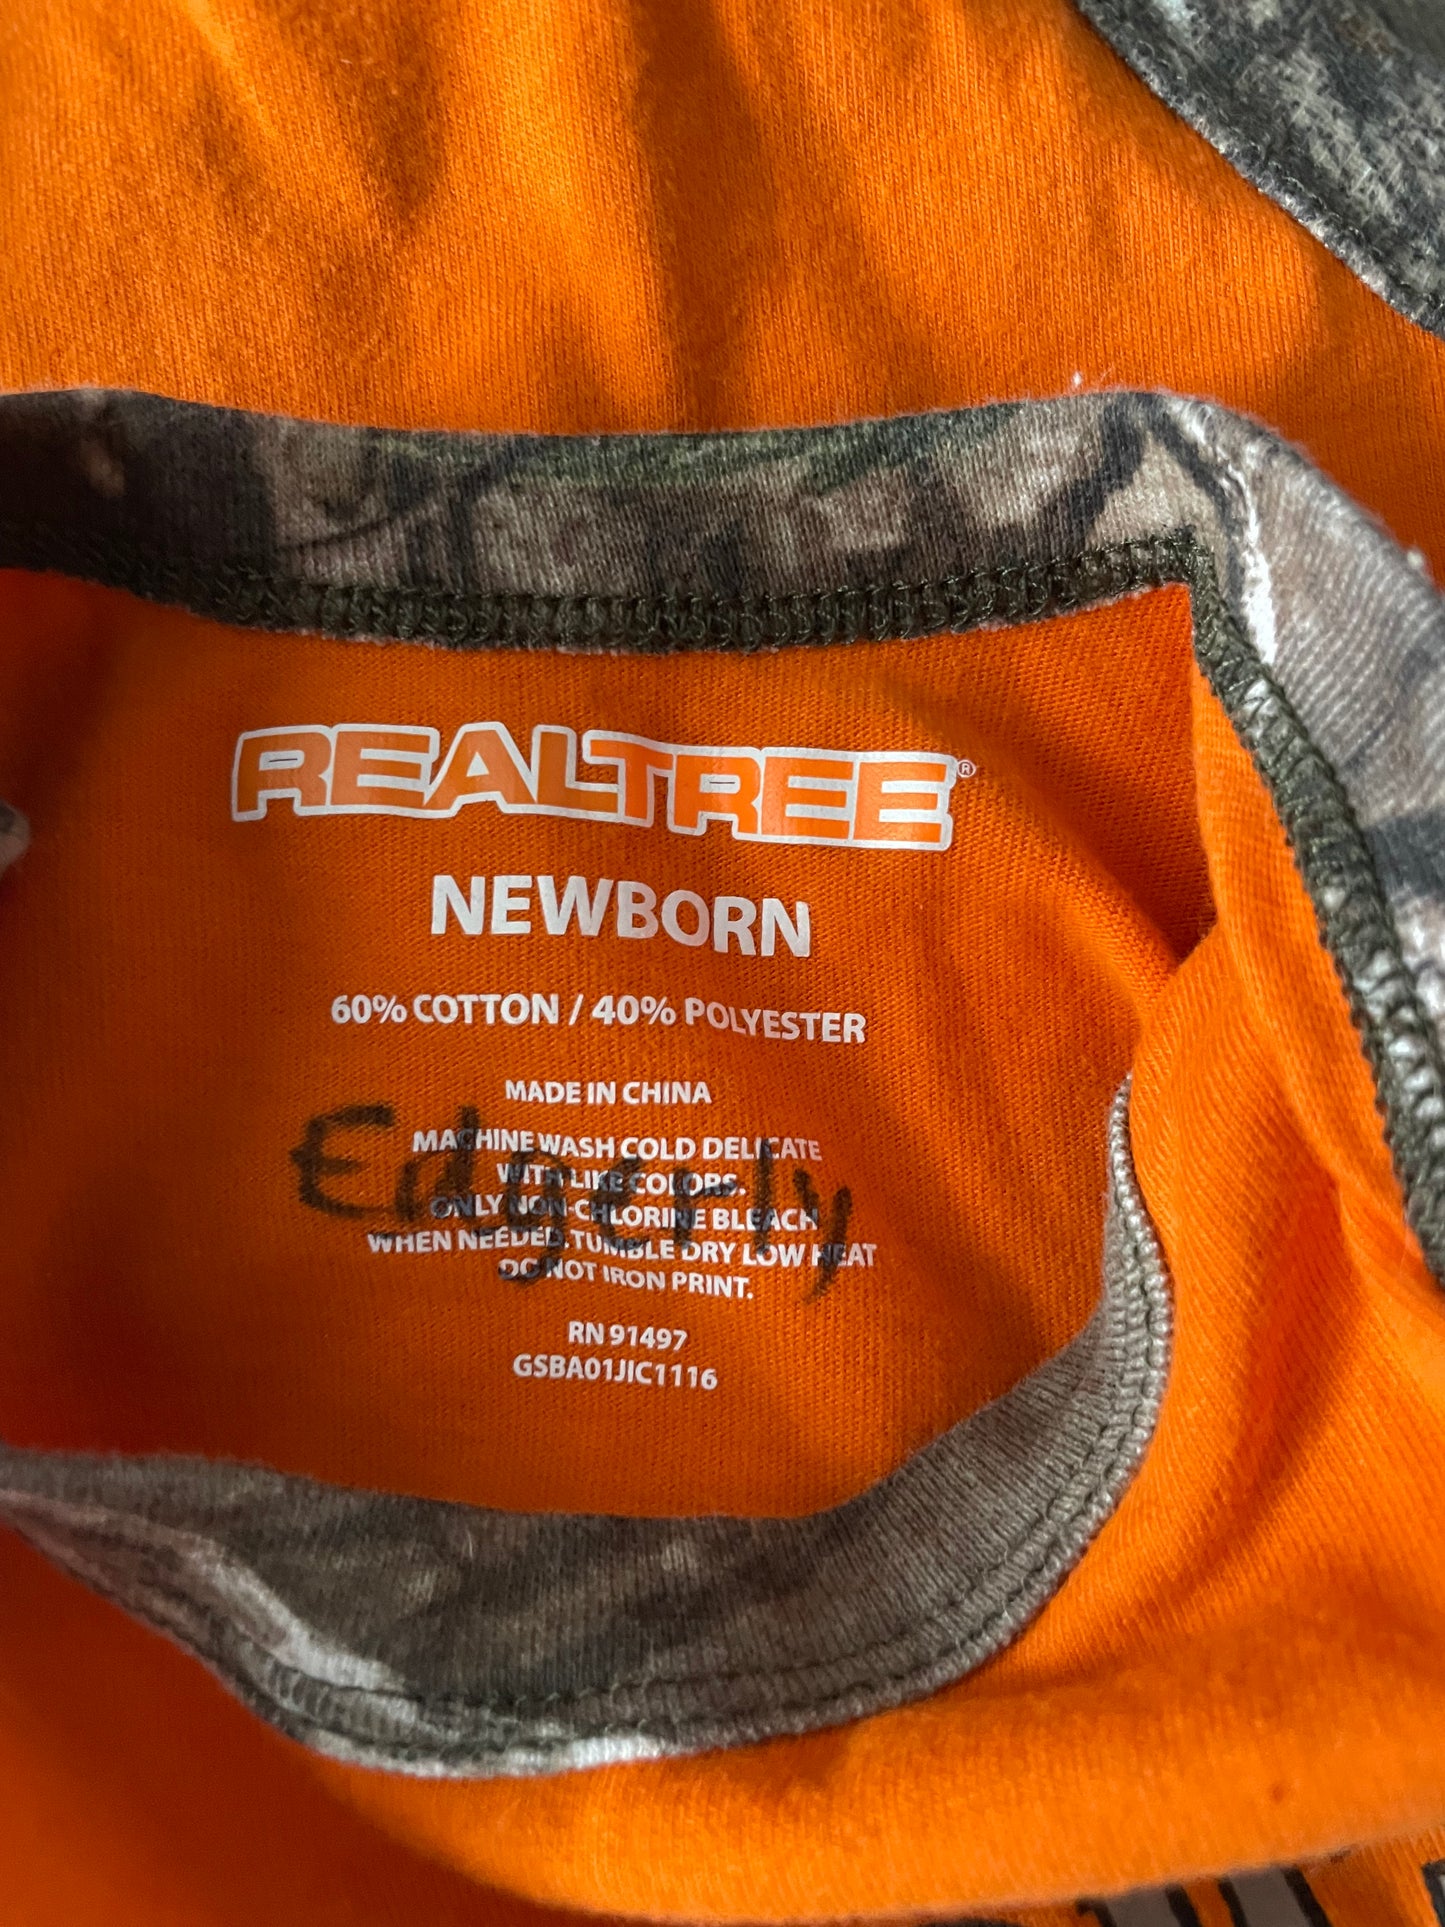 REALTREE®
NEWBORN
60% COTTON / 40% POLYESTER
MADE IN CHINA
MACHINE WASH COLD DELICATE
WITH LIKE COLORS.
ONLY NON-CHLORINE BLEACH
WHEN NEEDED. TUMBLE DRY LOW HEAT
DO NOT IRON PRINT.
Edgerly
RN 91497
GSBA01JIC1116